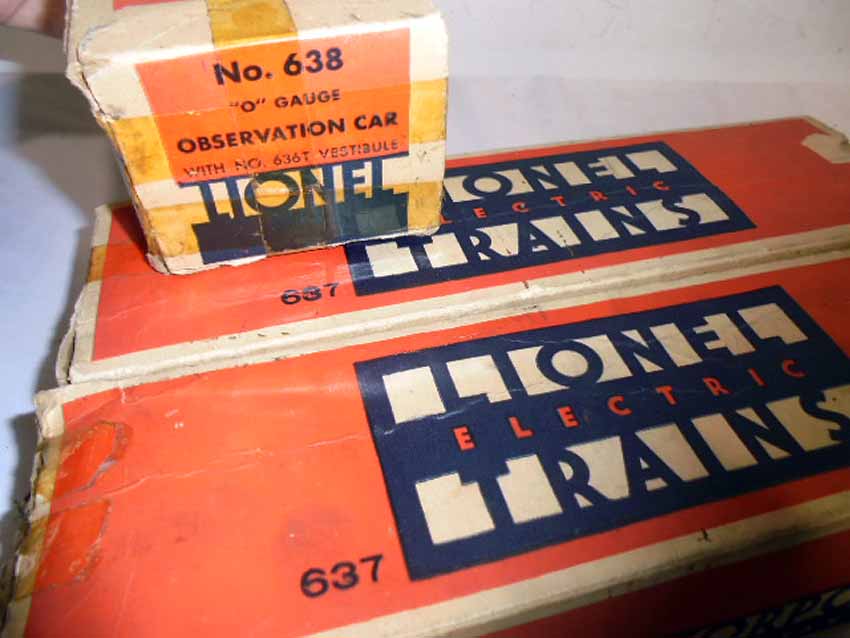 No. 638
"O" GAUGE
OBSERVATION CAR
WITH NO. 636T VESTIBULE
LIONEL
LIONEL
ELECTRIC
TRAINS
637
LIONEL
ELECTRIC
TRAINS
637